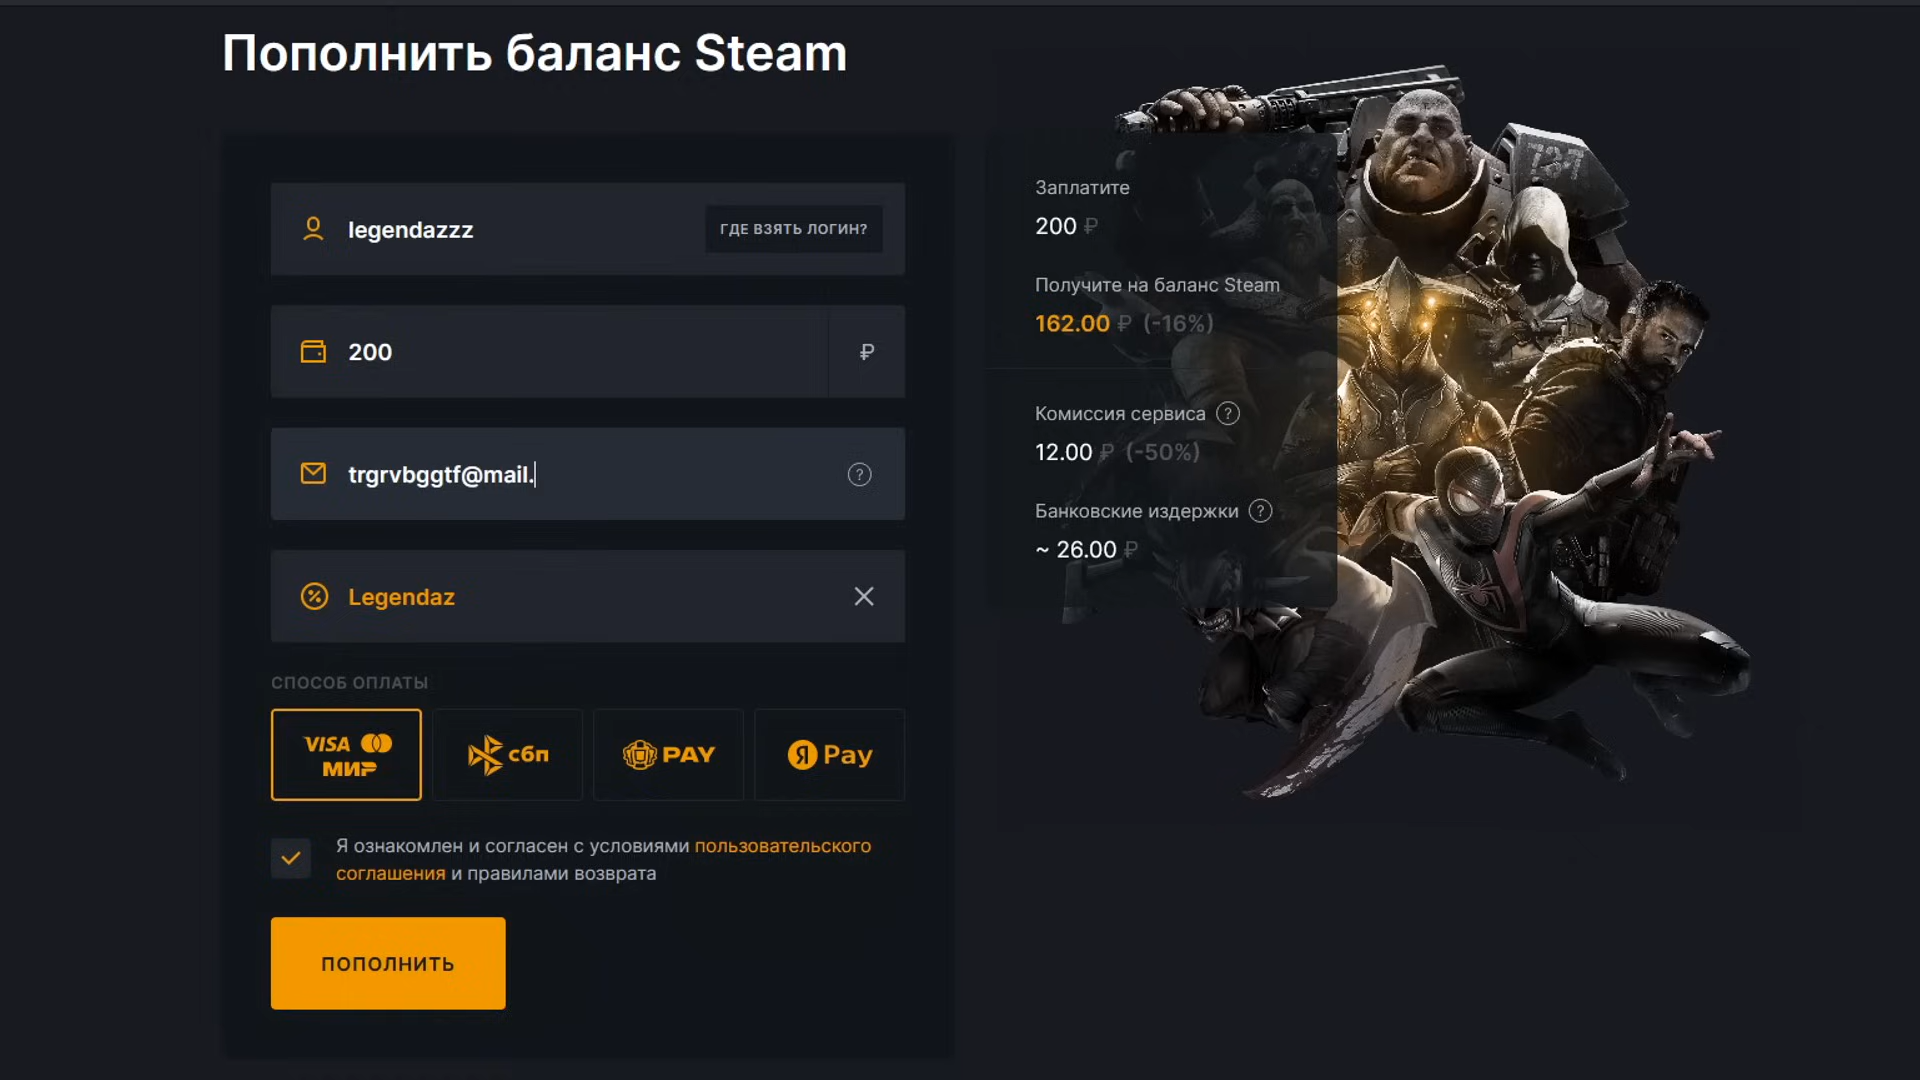 Пополнить баланс Steam
legendazzz
ГДЕ ВЗЯТЬ ЛОГИН?
200
₽
trgrvbggtf@mail.
?
Legendaz
СПОСОБ ОПЛАТЫ
VISA
МИР
сбп
PAY
Я Pay
Я ознакомлен и согласен с условиями пользовательского
соглашения и правилами возврата
ПОПОЛНИТЬ
Заплатите
200 ₽
Получите на баланс Steam
162.00 ₽ (-16%)
Комиссия сервиса ?
12.00 ₽ (-50%)
Банковские издержки ?
~ 26.00 ₽
737